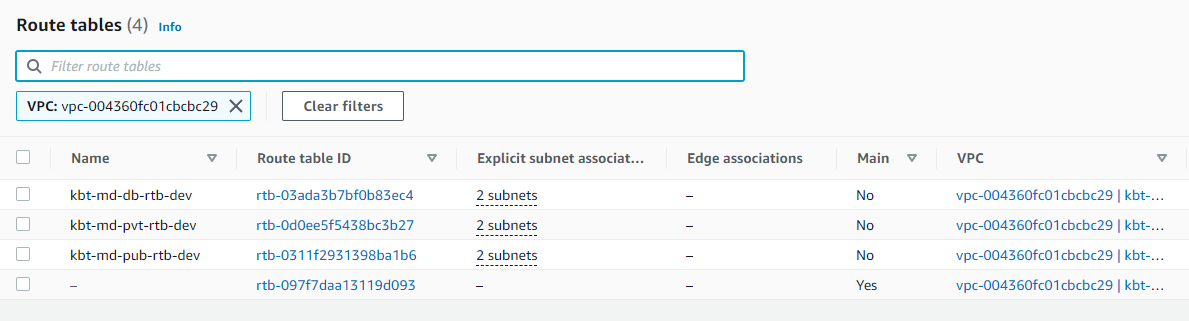 Route tables (4) Info
Filter route tables
VPC: vpc-004360fc01cbcbc29 Clear filters
Name Route table ID Explicit subnet associat... Edge associations Main VPC
kbt-md-db-rtb-dev rtb-03ada3b7bf0b83ec4 2 subnets – No vpc-004360fc01cbcbc29 | kbt-...
kbt-md-pvt-rtb-dev rtb-0d0ee5f5438bc3b27 2 subnets – No vpc-004360fc01cbcbc29 | kbt-...
kbt-md-pub-rtb-dev rtb-0311f2931398ba1b6 2 subnets – No vpc-004360fc01cbcbc29 | kbt-...
– rtb-097f7daa13119d093 – – Yes vpc-004360fc01cbcbc29 | kbt-...